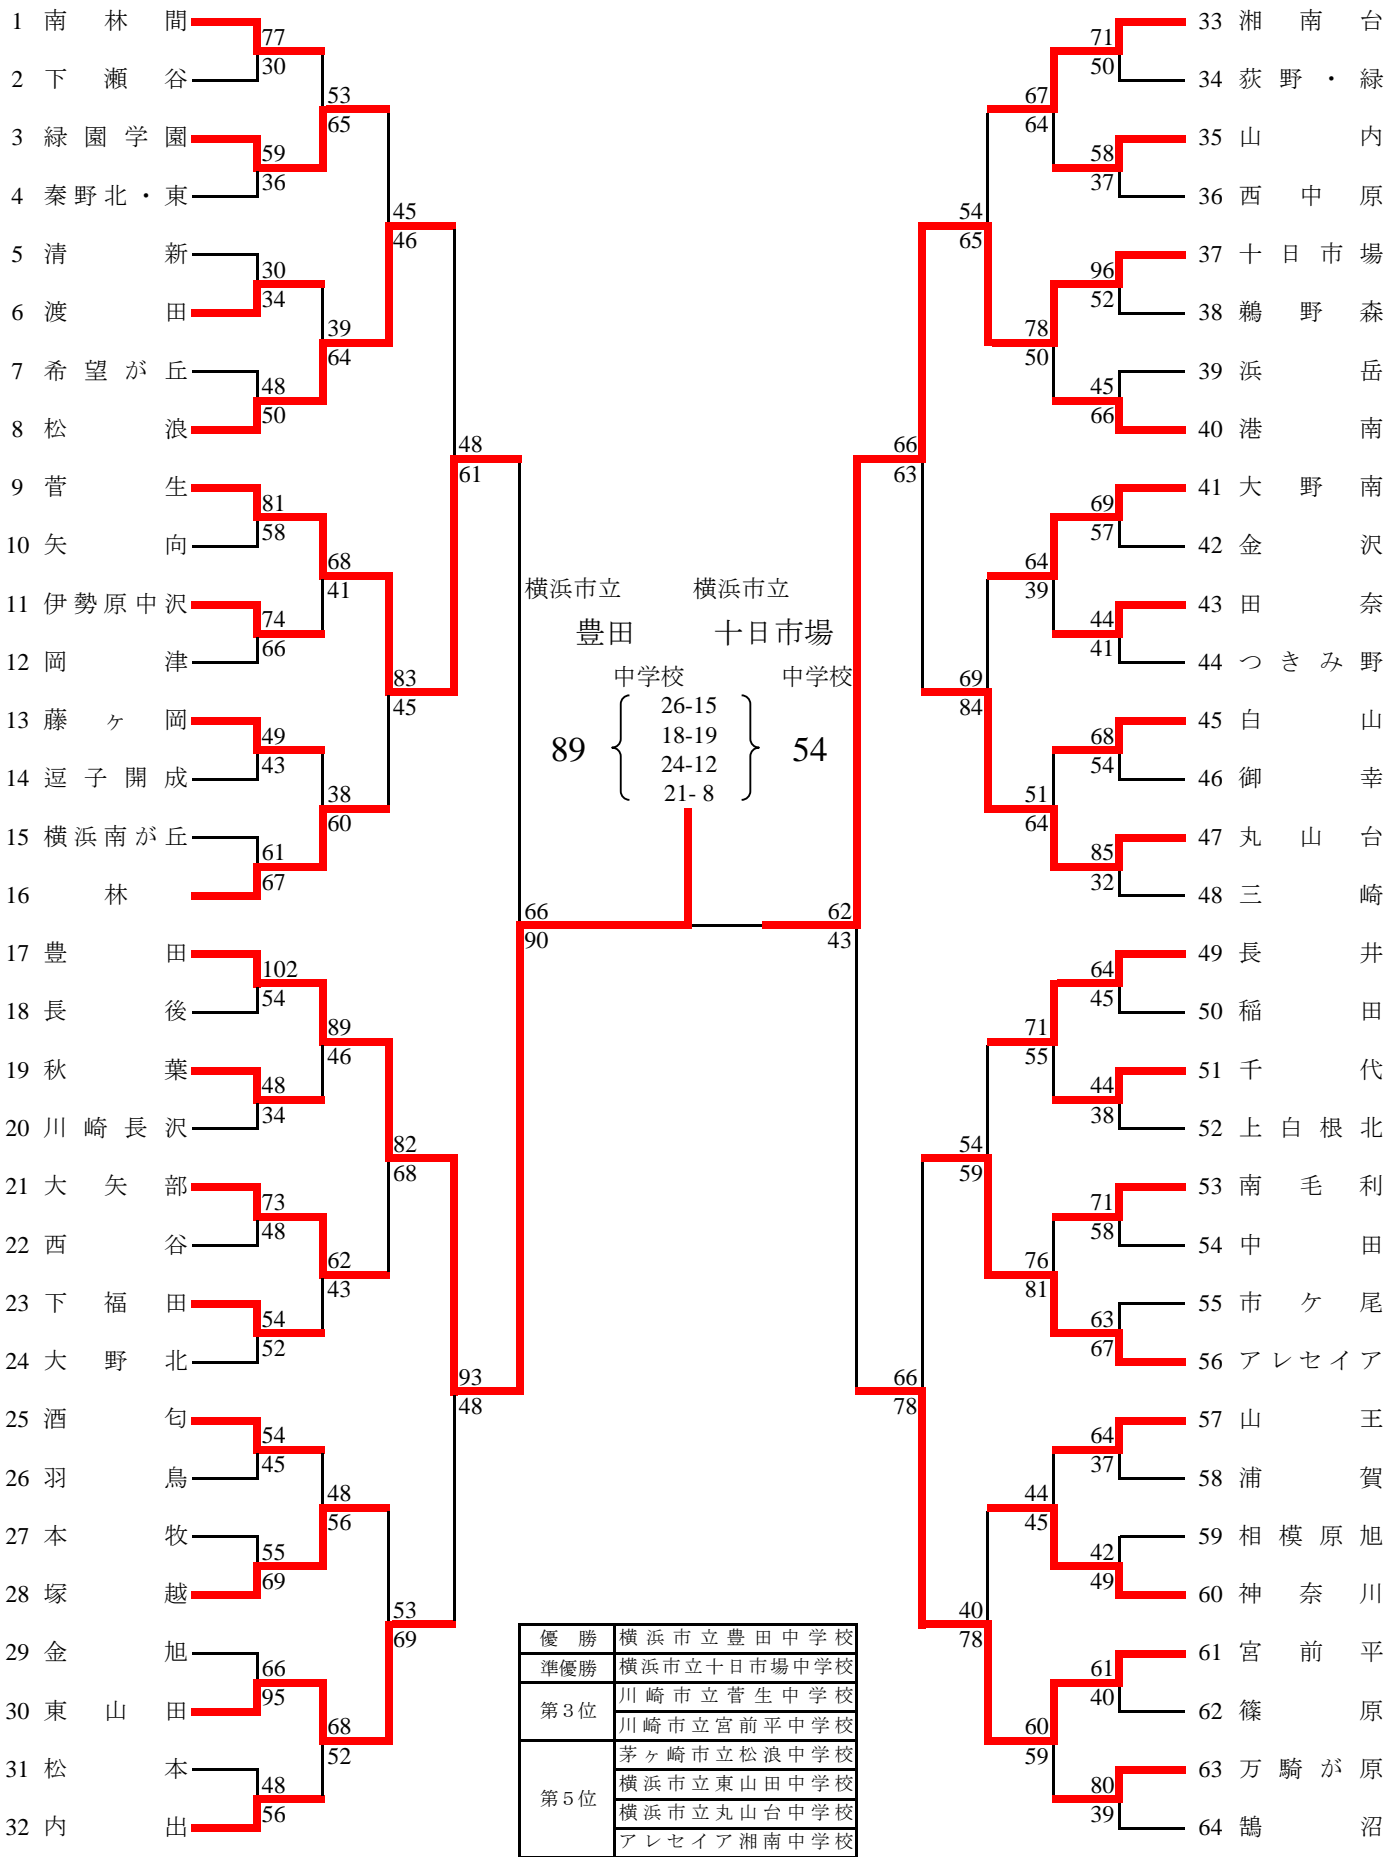 1 南林間
77
30
2 下瀬谷
53
65
3 緑園学園
59
36
4 秦野北・東
45
46
5 清新
30
34
6 渡田
39
64
7 希望が丘
48
50
8 松浪
48
61
9 菅生
81
58
10 矢向
68
41
11 伊勢原中沢
74
66
12 岡津
83
45
13 藤ヶ岡
49
43
14 逗子開成
38
60
15 横浜南が丘
61
67
16 林
66
90
17 豊田
102
54
18 長後
89
46
19 秋葉
48
34
20 川崎長沢
82
68
21 大矢部
73
48
22 西谷
62
43
23 下福田
54
52
24 大野北
93
48
25 酒匂
54
45
26 羽鳥
48
56
27 本牧
55
69
28 塚越
53
69
29 金旭
66
95
30 東山田
68
52
31 松本
48
56
32 内出
横浜市立 横浜市立
豊田 十日市場
中学校 中学校
26-15
18-19
89 54
24-12
21- 8
33 湘南台
71
50
34 荻野・緑
67
64
35 山内
58
37
36 西中原
54
65
37 十日市場
96
52
38 鵜野森
78
50
39 浜岳
45
66
40 港南
66
63
41 大野南
69
57
42 金沢
64
39
43 田奈
44
41
44 つきみ野
69
84
45 白山
68
54
46 御幸
51
64
47 丸山台
85
32
48 三崎
62
43
49 長井
64
45
50 稲田
71
55
51 千代
44
38
52 上白根北
54
59
53 南毛利
71
58
54 中田
76
81
55 市ケ尾
63
67
56 アレセイア
66
78
57 山王
64
37
58 浦賀
44
45
59 相模原旭
42
49
60 神奈川
40
78
61 宮前平
61
40
62 篠原
60
59
63 万騎が原
80
39
64 鵠沼
優勝 横浜市立豊田中学校
準優勝 横浜市立十日市場中学校
第3位 川崎市立菅生中学校
川崎市立宮前平中学校
第5位 茅ヶ崎市立松浪中学校
横浜市立東山田中学校
横浜市立丸山台中学校
アレセイア湘南中学校